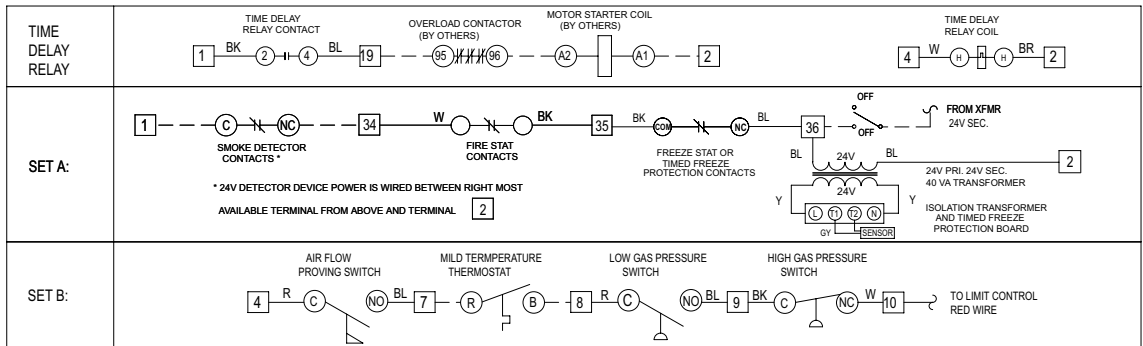 TIME
DELAY
RELAY
TIME DELAY
RELAY CONTACT
OVERLOAD CONTACTOR
(BY OTHERS)
MOTOR STARTER COIL
(BY OTHERS)
TIME DELAY
RELAY COIL
1 BK 2 4 BL 19 95 96 A2 A1 2
4 W H H BR 2
SET A:
1 C NC 34 W BK 35 BK COM NC BL 36
OFF
OFF
FROM XFMR
24V SEC.
SMOKE DETECTOR
CONTACTS *
FIRE STAT
CONTACTS
FREEZE STAT OR
TIMED FREEZE
PROTECTION CONTACTS
BL 24V BL 2
24V
24V PRI. 24V SEC.
40 VA TRANSFORMER
* 24V DETECTOR DEVICE POWER IS WIRED BETWEEN RIGHT MOST
AVAILABLE TERMINAL FROM ABOVE AND TERMINAL 2
Y Y
L T1 T2 N
GY SENSOR
ISOLATION TRANSFORMER
AND TIMED FREEZE
PROTECTION BOARD
SET B:
AIR FLOW
PROVING SWITCH
MILD TERMPERATURE
THERMOSTAT
LOW GAS PRESSURE
SWITCH
HIGH GAS PRESSURE
SWITCH
4 R C NO BL 7 R B 8 R C NO BL 9 BK C NC W 10
TO LIMIT CONTROL
RED WIRE